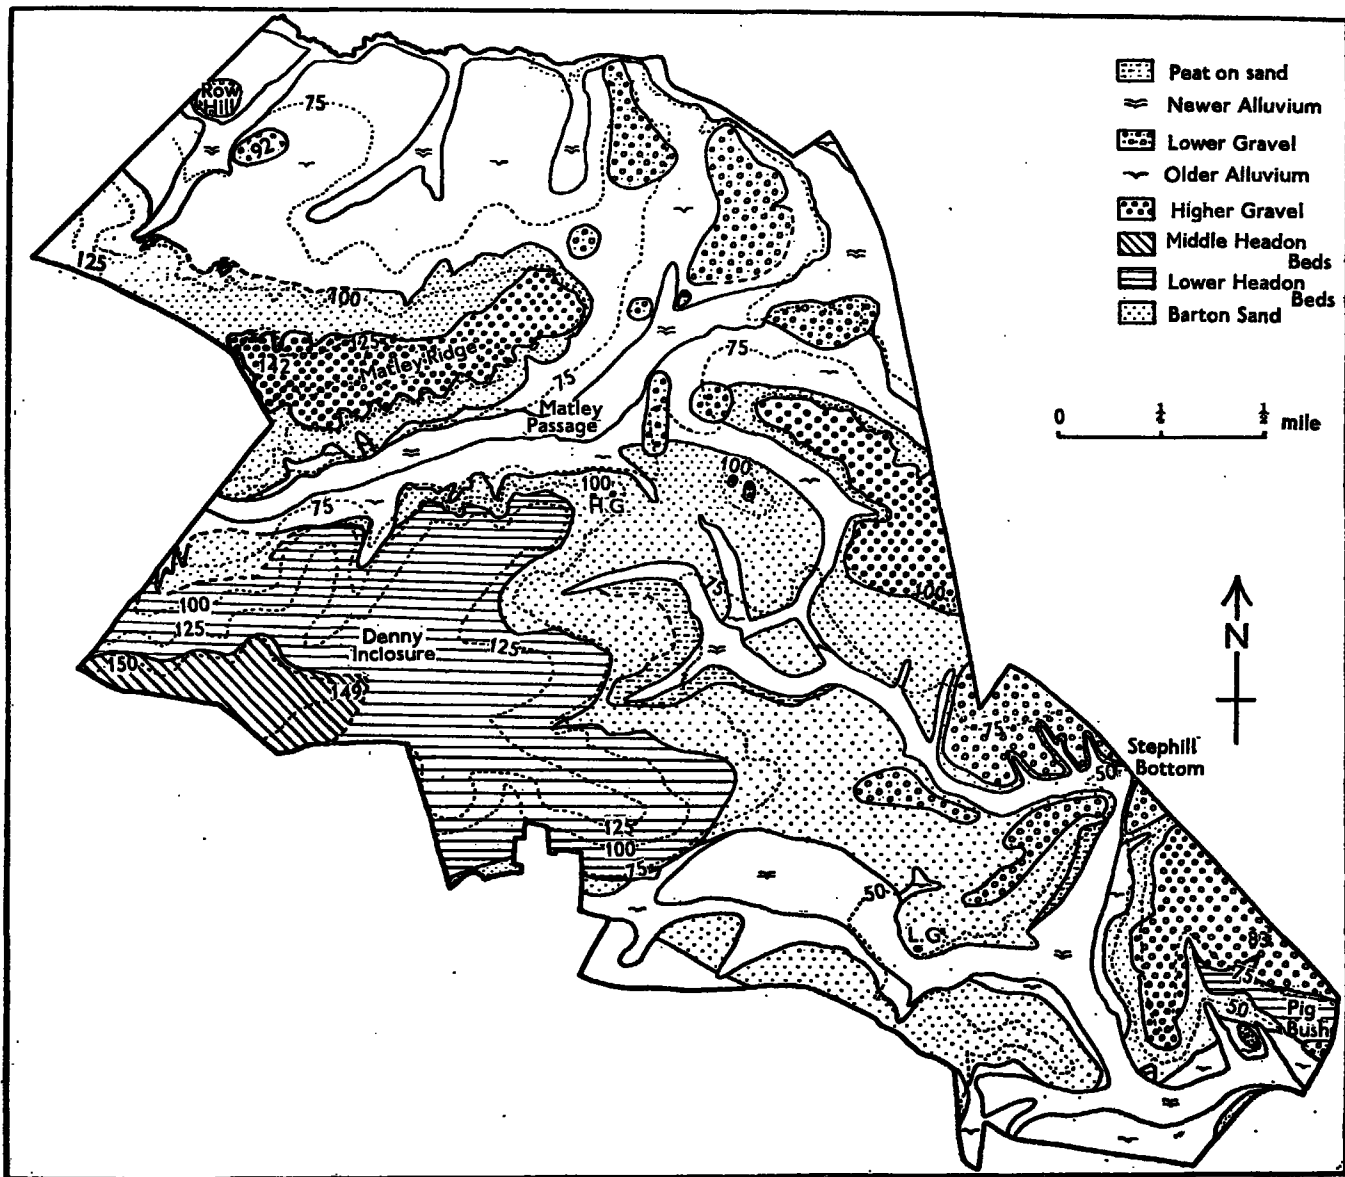 Peat on sand
Newer Alluvium
Lower Gravel
Older Alluvium
Higher Gravel
Middle Headon
Beds
Lower Headon
Beds
Barton Sand
0 ¼ ½ mile
N
Row
Hill
75
92
125
100
125
142
Matley Ridge
75
75
Matley
Passage
100
100
H.G.
75
75
100
100
125
Denny
Inclosure
125
150
149
75
Stephill
Bottom
50
125
100
75
50
L.G.
83
75
50
Pig
Bush